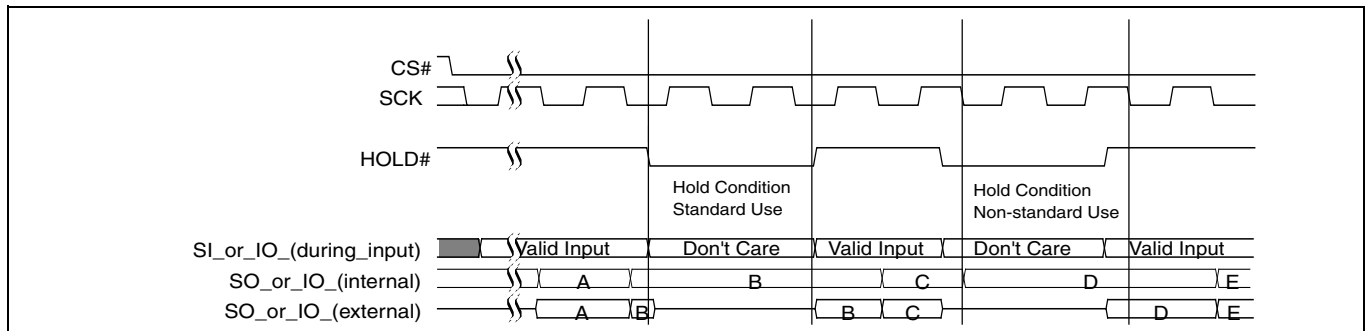 CS#
SCK
HOLD#
Hold Condition
Standard Use
Hold Condition
Non-standard Use
SI_or_IO_(during_input) Valid Input Don't Care Valid Input Don't Care Valid Input
SO_or_IO_(internal) A B C D E
SO_or_IO_(external) A B B C D E